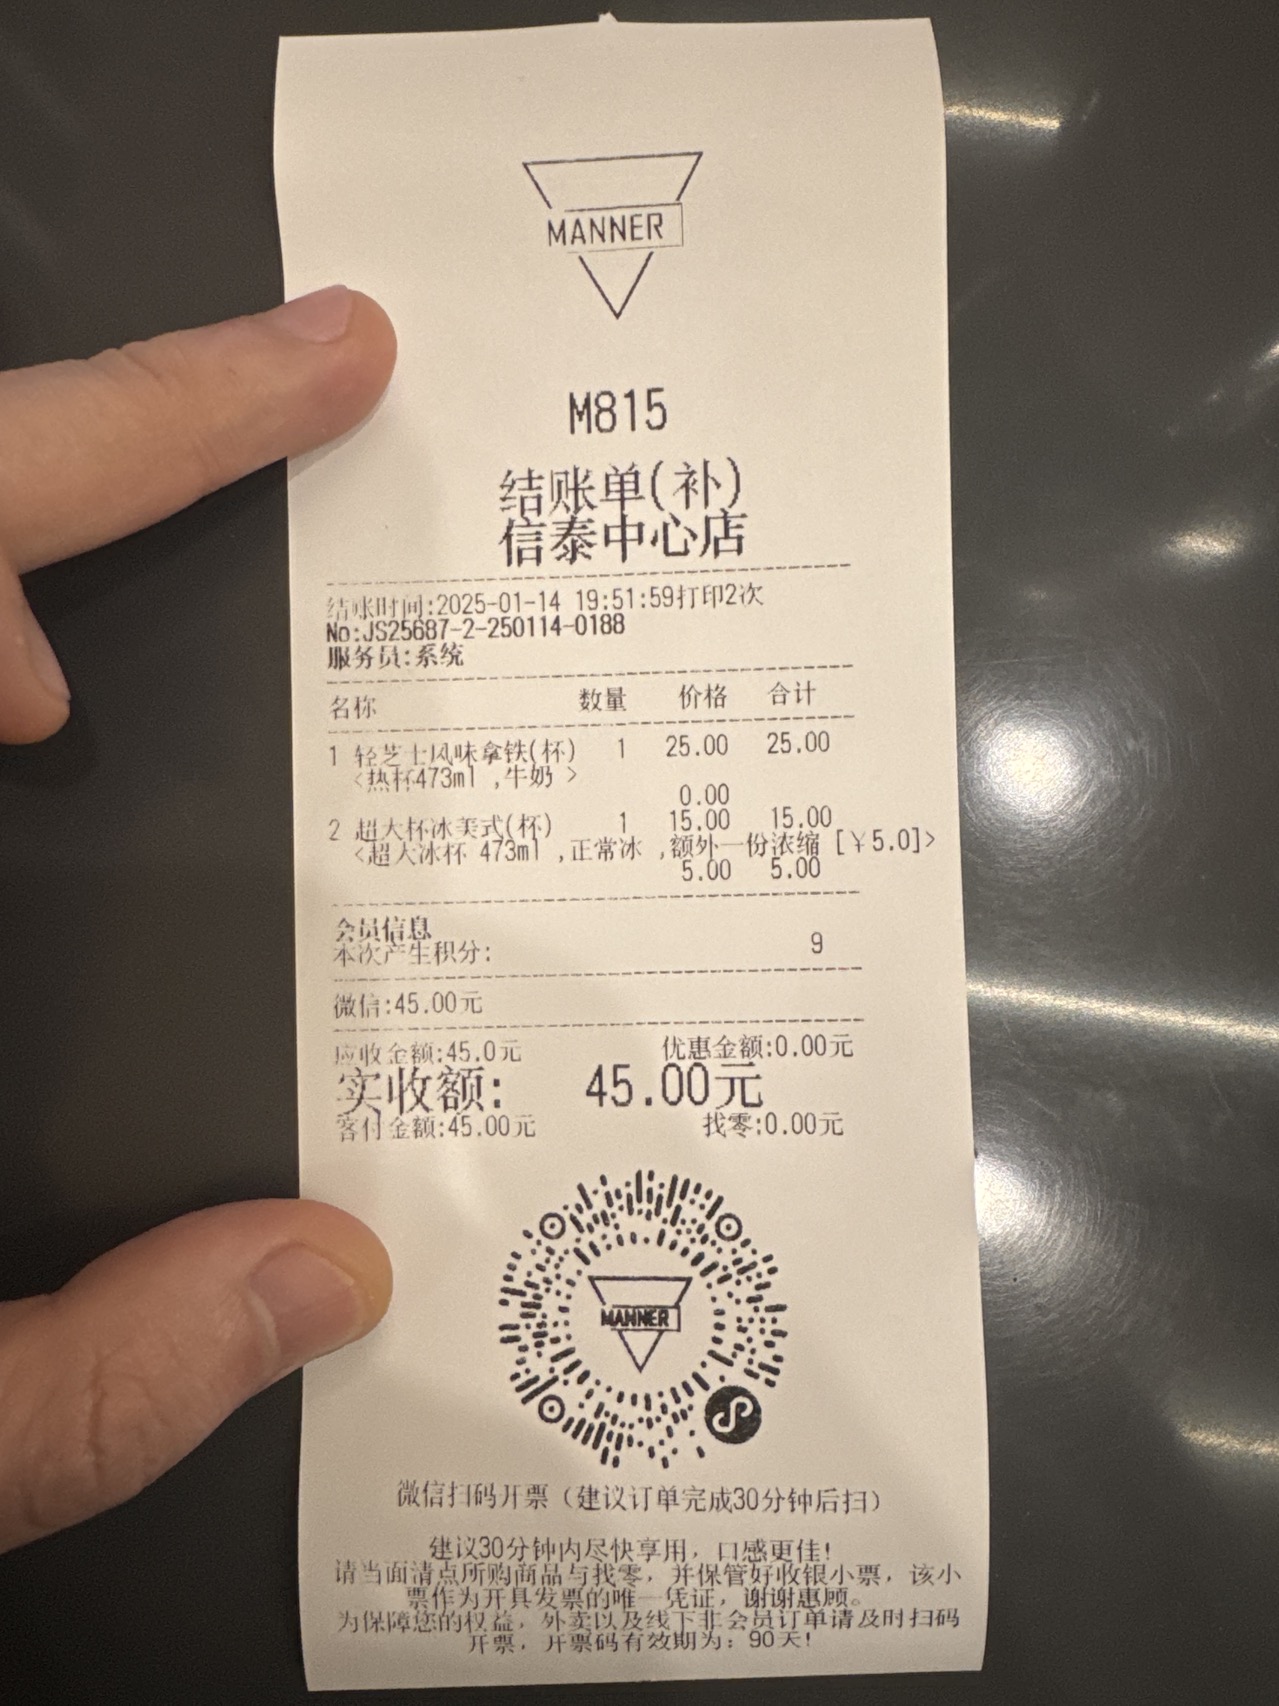 MANNER
M815
结账单(补)
信泰中心店
结账时间:2025-01-14 19:51:59打印2次
No:JS25687-2-250114-0188
服务员:系统
名称 数量 价格 合计
1 轻芝士风味拿铁(杯) 1 25.00 25.00
<热杯473ml ,牛奶 >
0.00
2 超大杯冰美式(杯) 1 15.00 15.00
<超大冰杯 473ml ,正常冰 ,额外一份浓缩 [￥5.0]>
5.00 5.00
会员信息
本次产生积分: 9
微信:45.00元
应收金额:45.0元 优惠金额:0.00元
实收额: 45.00元
客付金额:45.00元 找零:0.00元
MANNER
微信扫码开票（建议订单完成30分钟后扫）
建议30分钟内尽快享用，口感更佳!
请当面清点所购商品与找零，并保管好收银小票，该小
票作为开具发票的唯一凭证，谢谢惠顾。
为保障您的权益，外卖以及线下非会员订单请及时扫码
开票，开票码有效期为：90天!